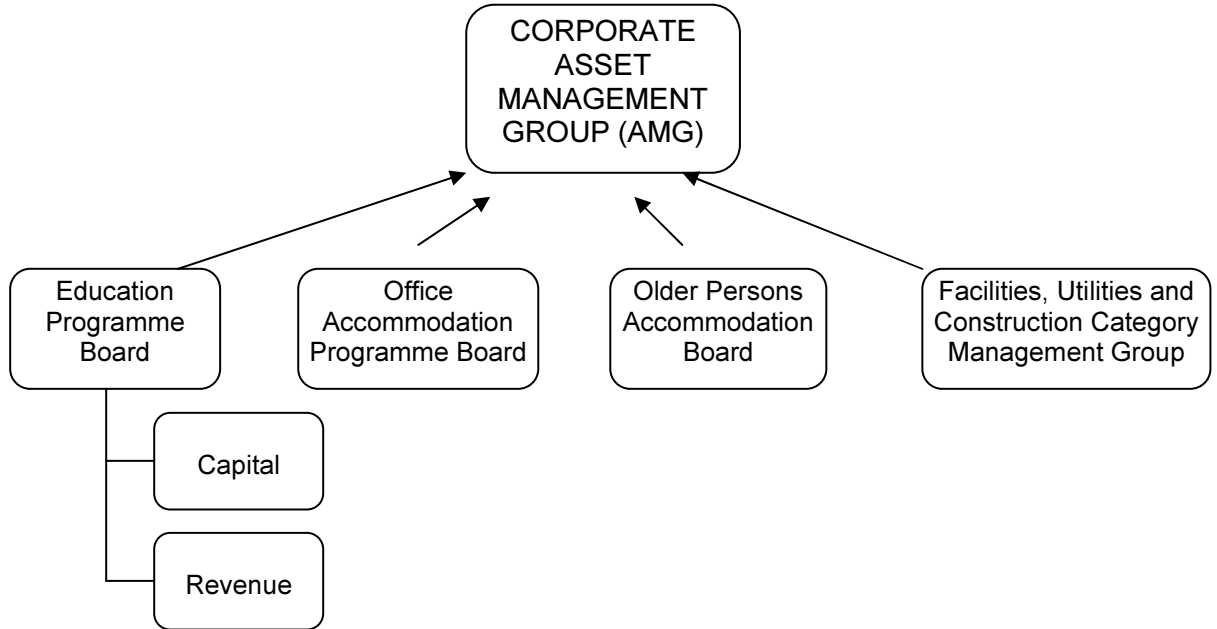 CORPORATE
ASSET
MANAGEMENT
GROUP (AMG)
Education
Programme
Board
Office
Accommodation
Programme Board
Older Persons
Accommodation
Board
Facilities, Utilities and
Construction Category
Management Group
Capital
Revenue